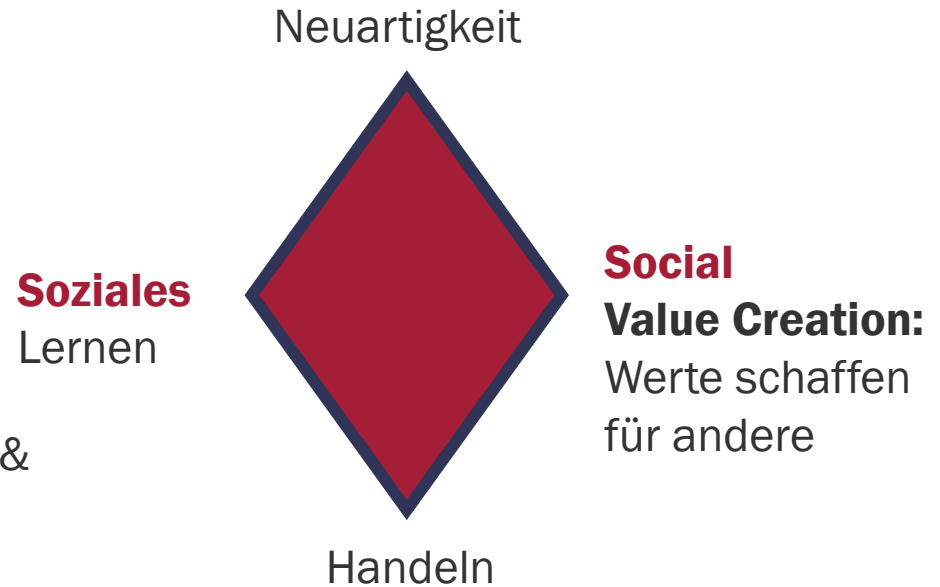 Neuartigkeit
Soziales
Lernen
&
Social
Value Creation:
Werte schaffen
für andere
Handeln